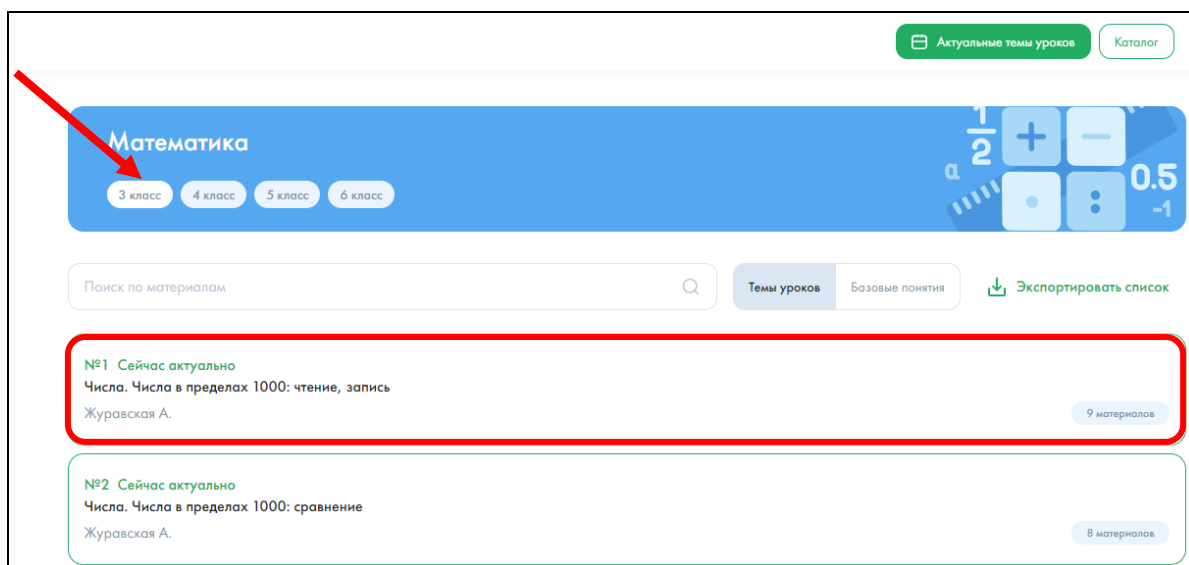 Актуальные темы уроков
Каталог
Математика
3 класс
4 класс
5 класс
6 класс
1
2
+
−
a
0.5
-1
Поиск по материалам
Темы уроков
Базовые понятия
Экспортировать список
№1 Сейчас актуально
Числа. Числа в пределах 1000: чтение, запись
Журавская А.
9 материалов
№2 Сейчас актуально
Числа. Числа в пределах 1000: сравнение
Журавская А.
8 материалов